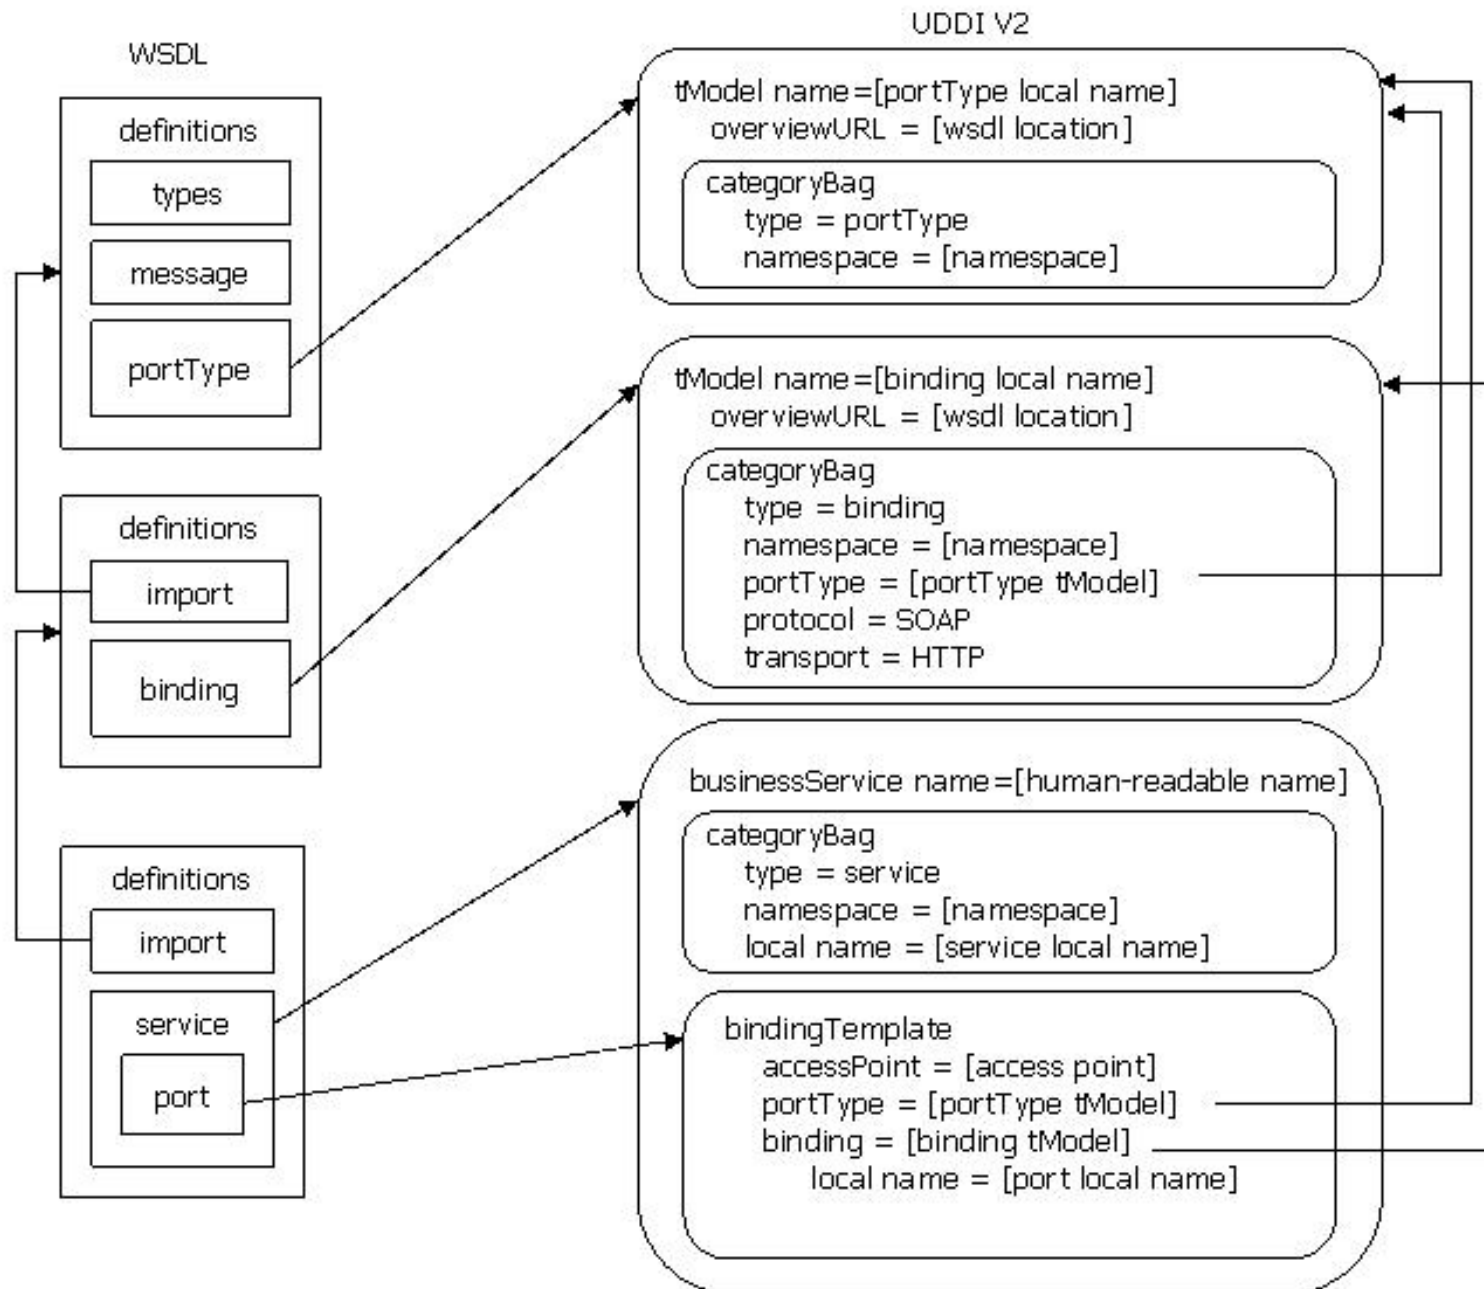 WSDL
definitions
types
message
portType
definitions
import
binding
definitions
import
service
port
UDDI V2
tModel name=[portType local name]
overviewURL = [wsdl location]
categoryBag
type = portType
namespace = [namespace]
tModel name=[binding local name]
overviewURL = [wsdl location]
categoryBag
type = binding
namespace = [namespace]
portType = [portType tModel]
protocol = SOAP
transport = HTTP
businessService name=[human-readable name]
categoryBag
type = service
namespace = [namespace]
local name = [service local name]
bindingTemplate
accessPoint = [access point]
portType = [portType tModel]
binding = [binding tModel]
local name = [port local name]